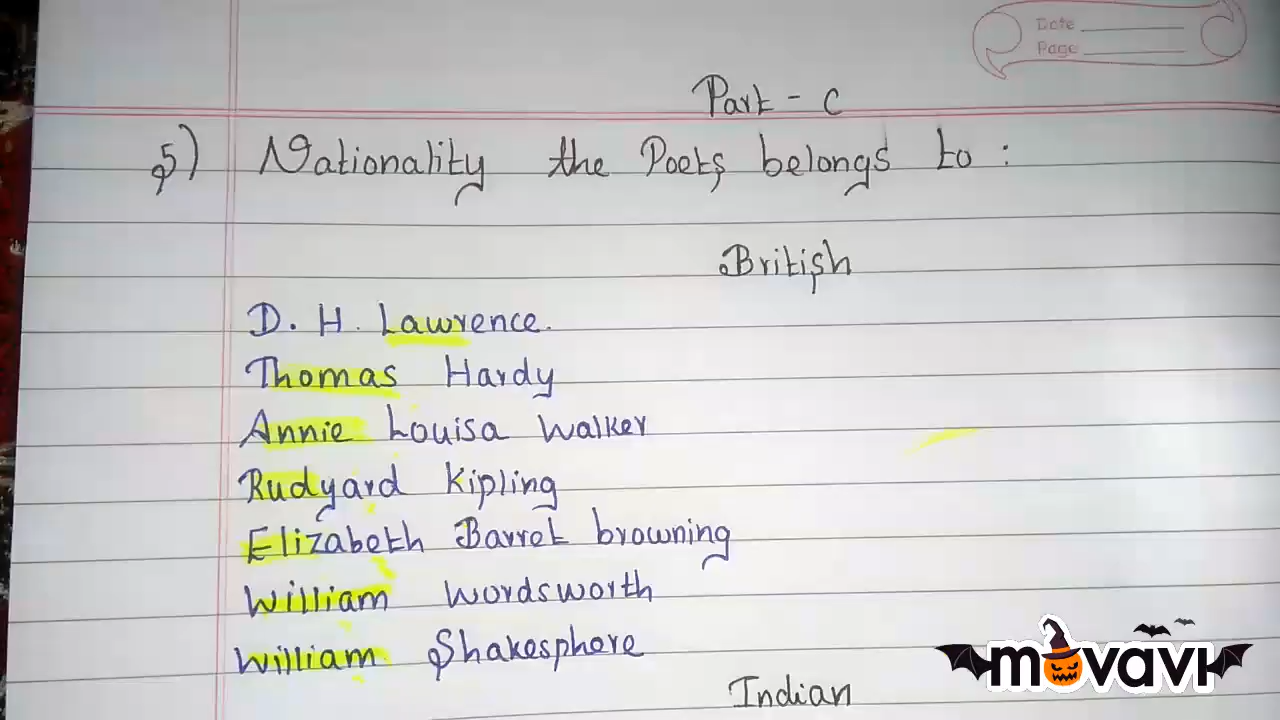 Date
Page
Part - C
5) Nationality the Poets belongs to :
British
D. H. Lawrence.
Thomas Hardy
Annie Louisa Walker
Rudyard Kipling
Elizabeth Barret browning
William Wordsworth
William Shakesphere
Indian
movavi